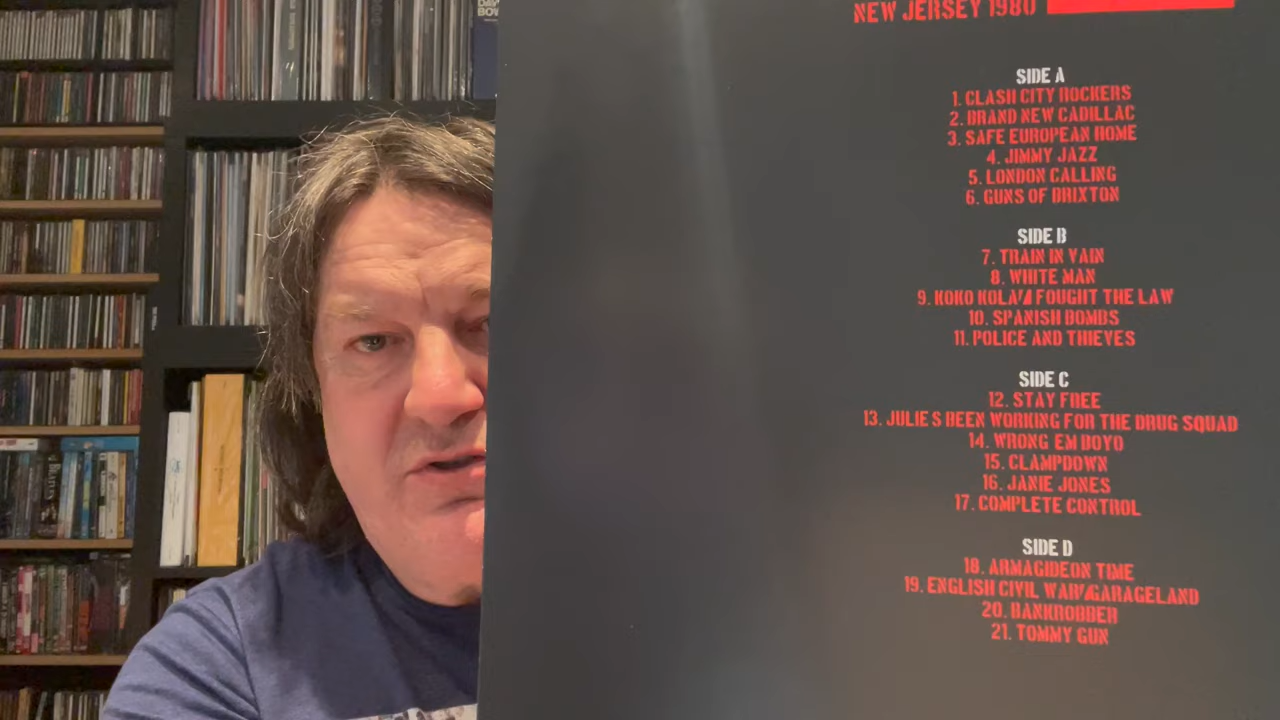 NEW JERSEY 1980
SIDE A
1. CLASH CITY ROCKERS
2. BRAND NEW CADILLAC
3. SAFE EUROPEAN HOME
4. JIMMY JAZZ
5. LONDON CALLING
6. GUNS OF BRIXTON
SIDE B
7. TRAIN IN VAIN
8. WHITE MAN
9. KOKO KOLA/I FOUGHT THE LAW
10. SPANISH BOMBS
11. POLICE AND THIEVES
SIDE C
12. STAY FREE
13. JULIE S BEEN WORKING FOR THE DRUG SQUAD
14. WRONG EM BOYO
15. CLAMPDOWN
16. JANIE JONES
17. COMPLETE CONTROL
SIDE D
18. ARMAGIDEON TIME
19. ENGLISH CIVIL WAR/GARAGELAND
20. BANKROBBER
21. TOMMY GUN